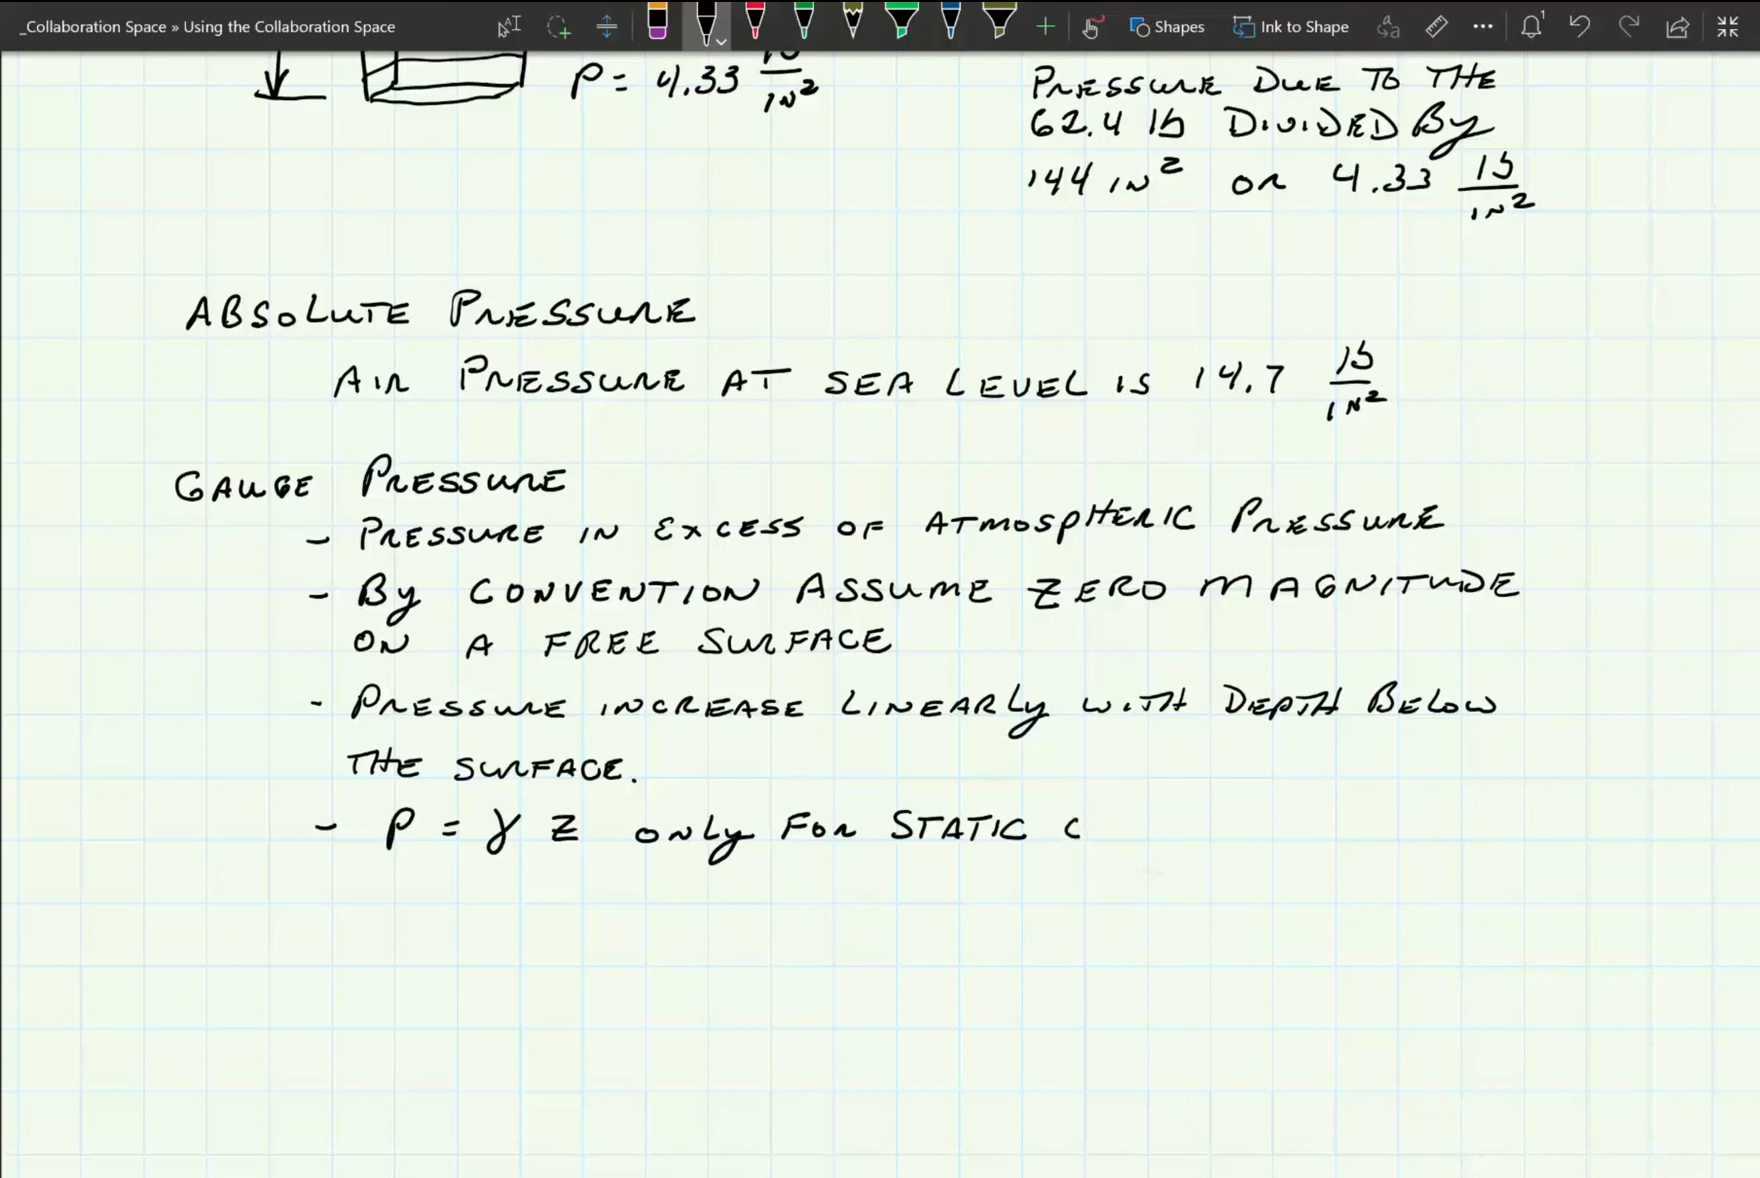 _Collaboration Space » Using the Collaboration Space
Shapes
Ink to Shape
1
P = 4.33 lb/IN²
PRESSURE DUE TO THE
62.4 lb DIVIDED By
144 IN² OR 4.33 lb/IN²
ABSOLUTE PRESSURE
AIR PRESSURE AT SEA LEVEL IS 14.7 lb/IN²
GAUGE PRESSURE
- PRESSURE IN EXCESS OF ATMOSPHERIC PRESSURE
- By CONVENTION ASSUME ZERO MAGNITUDE
ON A FREE SURFACE
- PRESSURE INCREASE LINEARLy WITH DEPTH BELOW
THE SURFACE.
- P = γ Z ONLy FOR STATIC C